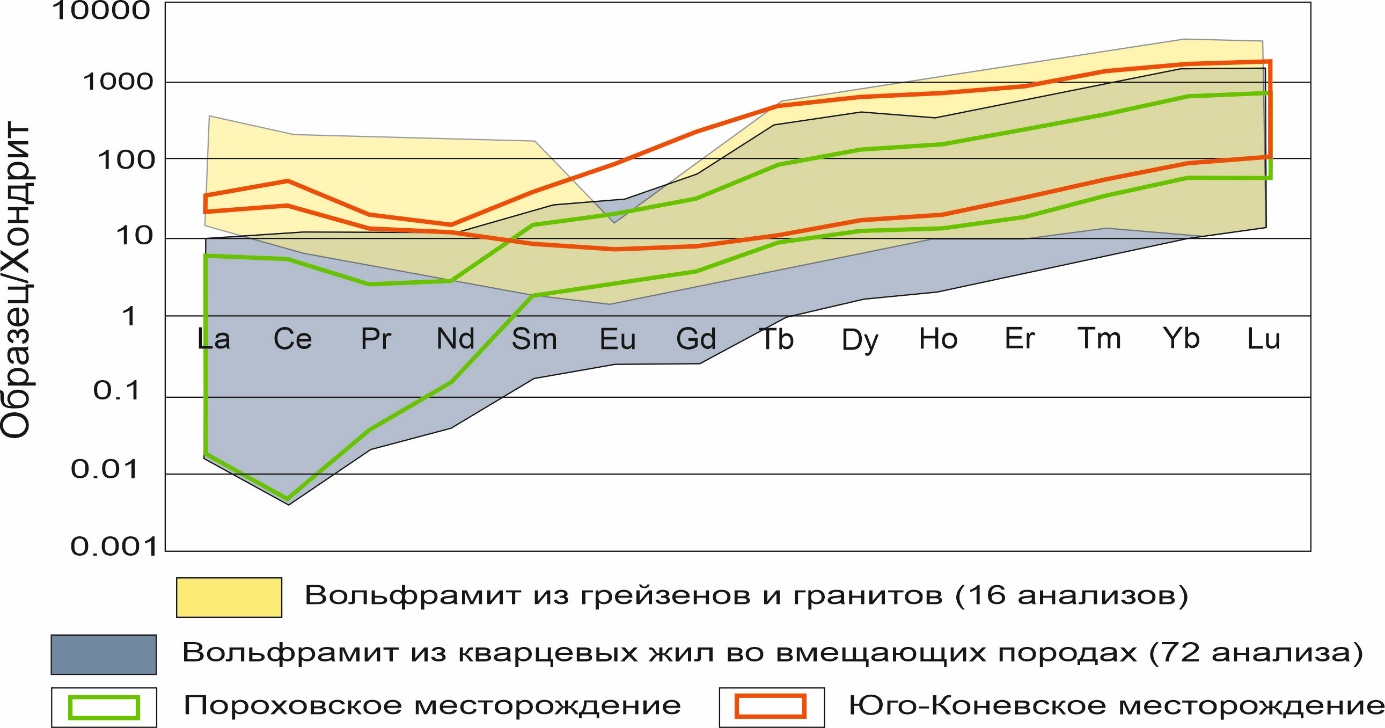 10000
1000
100
10
1
0.1
0.01
0.001
Образец/Хондрит
La Ce Pr Nd Sm Eu Gd Tb Dy Ho Er Tm Yb Lu
Вольфрамит из грейзенов и гранитов (16 анализов)
Вольфрамит из кварцевых жил во вмещающих породах (72 анализа)
Пороховское месторождение Юго-Коневское месторождение